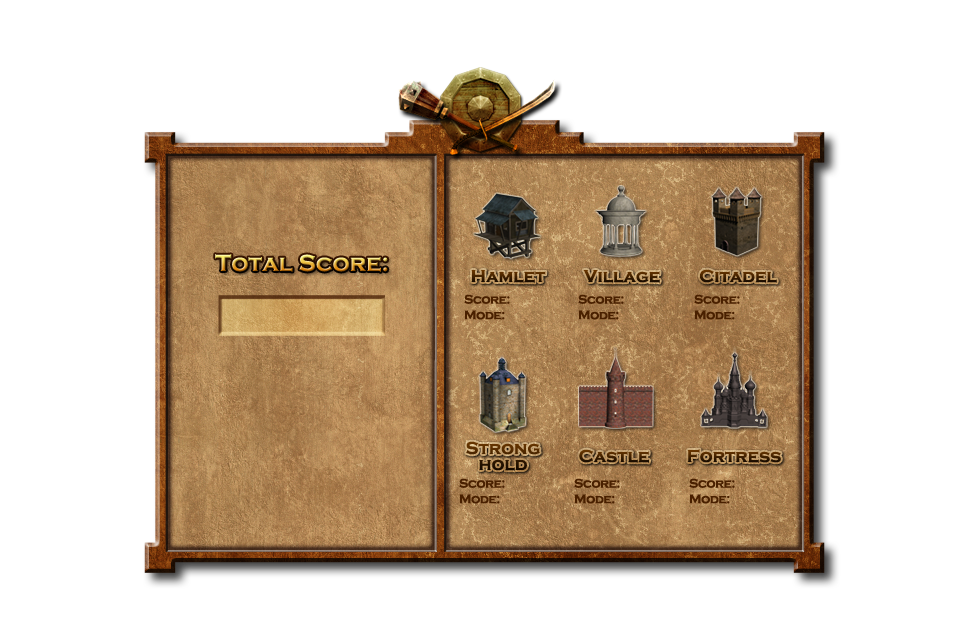 Total Score:
Hamlet
Score:
Mode:
Village
Score:
Mode:
Citadel
Score:
Mode:
Strong
hold
Score:
Mode:
Castle
Score:
Mode:
Fortress
Score:
Mode: